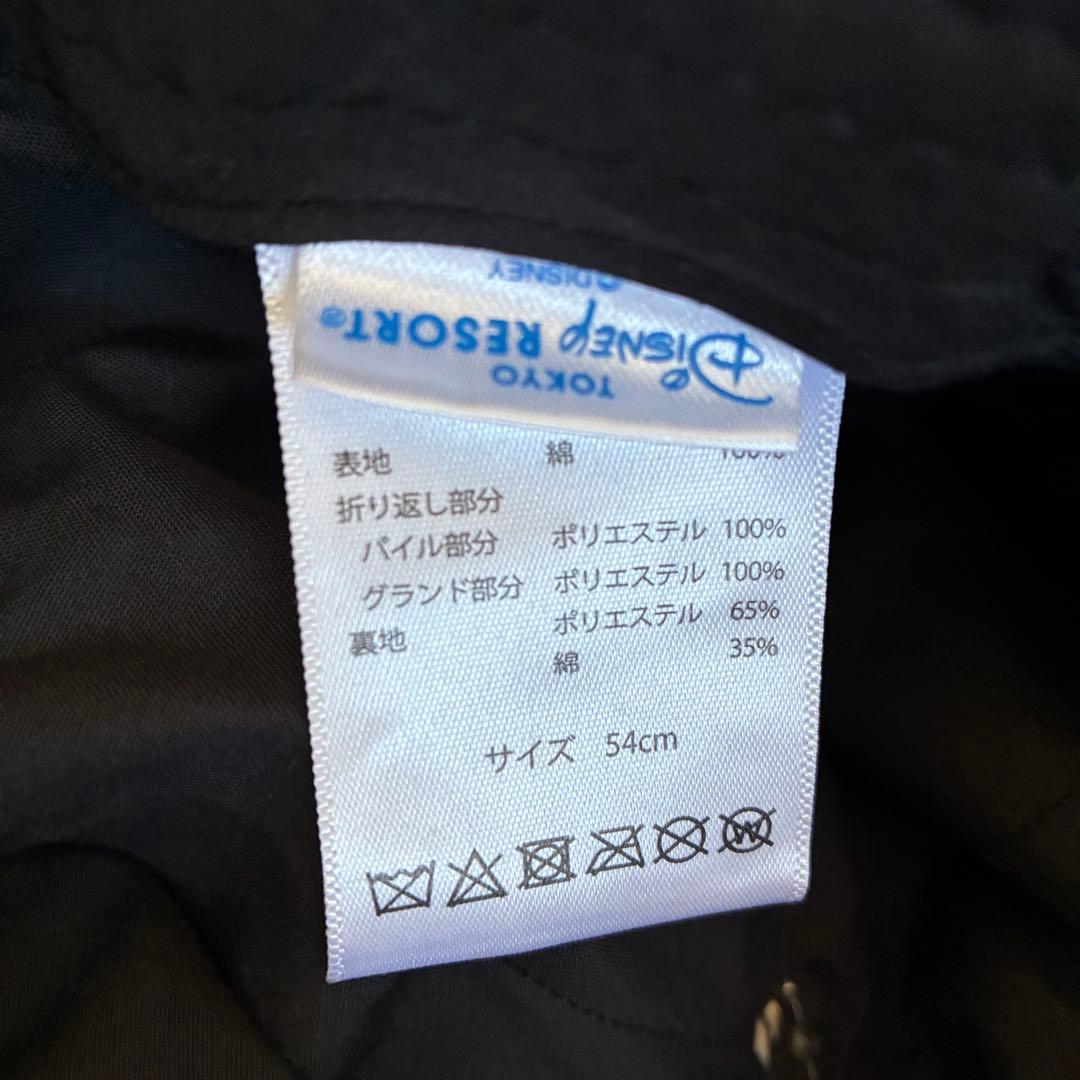 ©DISNEY
DISNEY RESORT®
TOKYO
表地 綿 100%
折り返し部分
パイル部分 ポリエステル 100%
グランド部分 ポリエステル 100%
裏地 ポリエステル 65%
綿 35%
サイズ 54cm
W